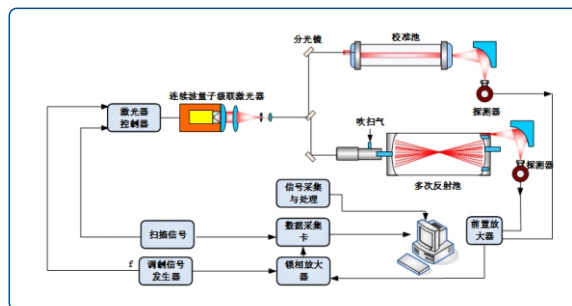 分光镜
校准池
连续波量子级联激光器
激光器
控制器
探测器
吹扫气
多次反射池
探测器
信号采集
与处理
扫描信号
数据采集
卡
前置放
大器
f
调制信号
发生器
锁相放
大器